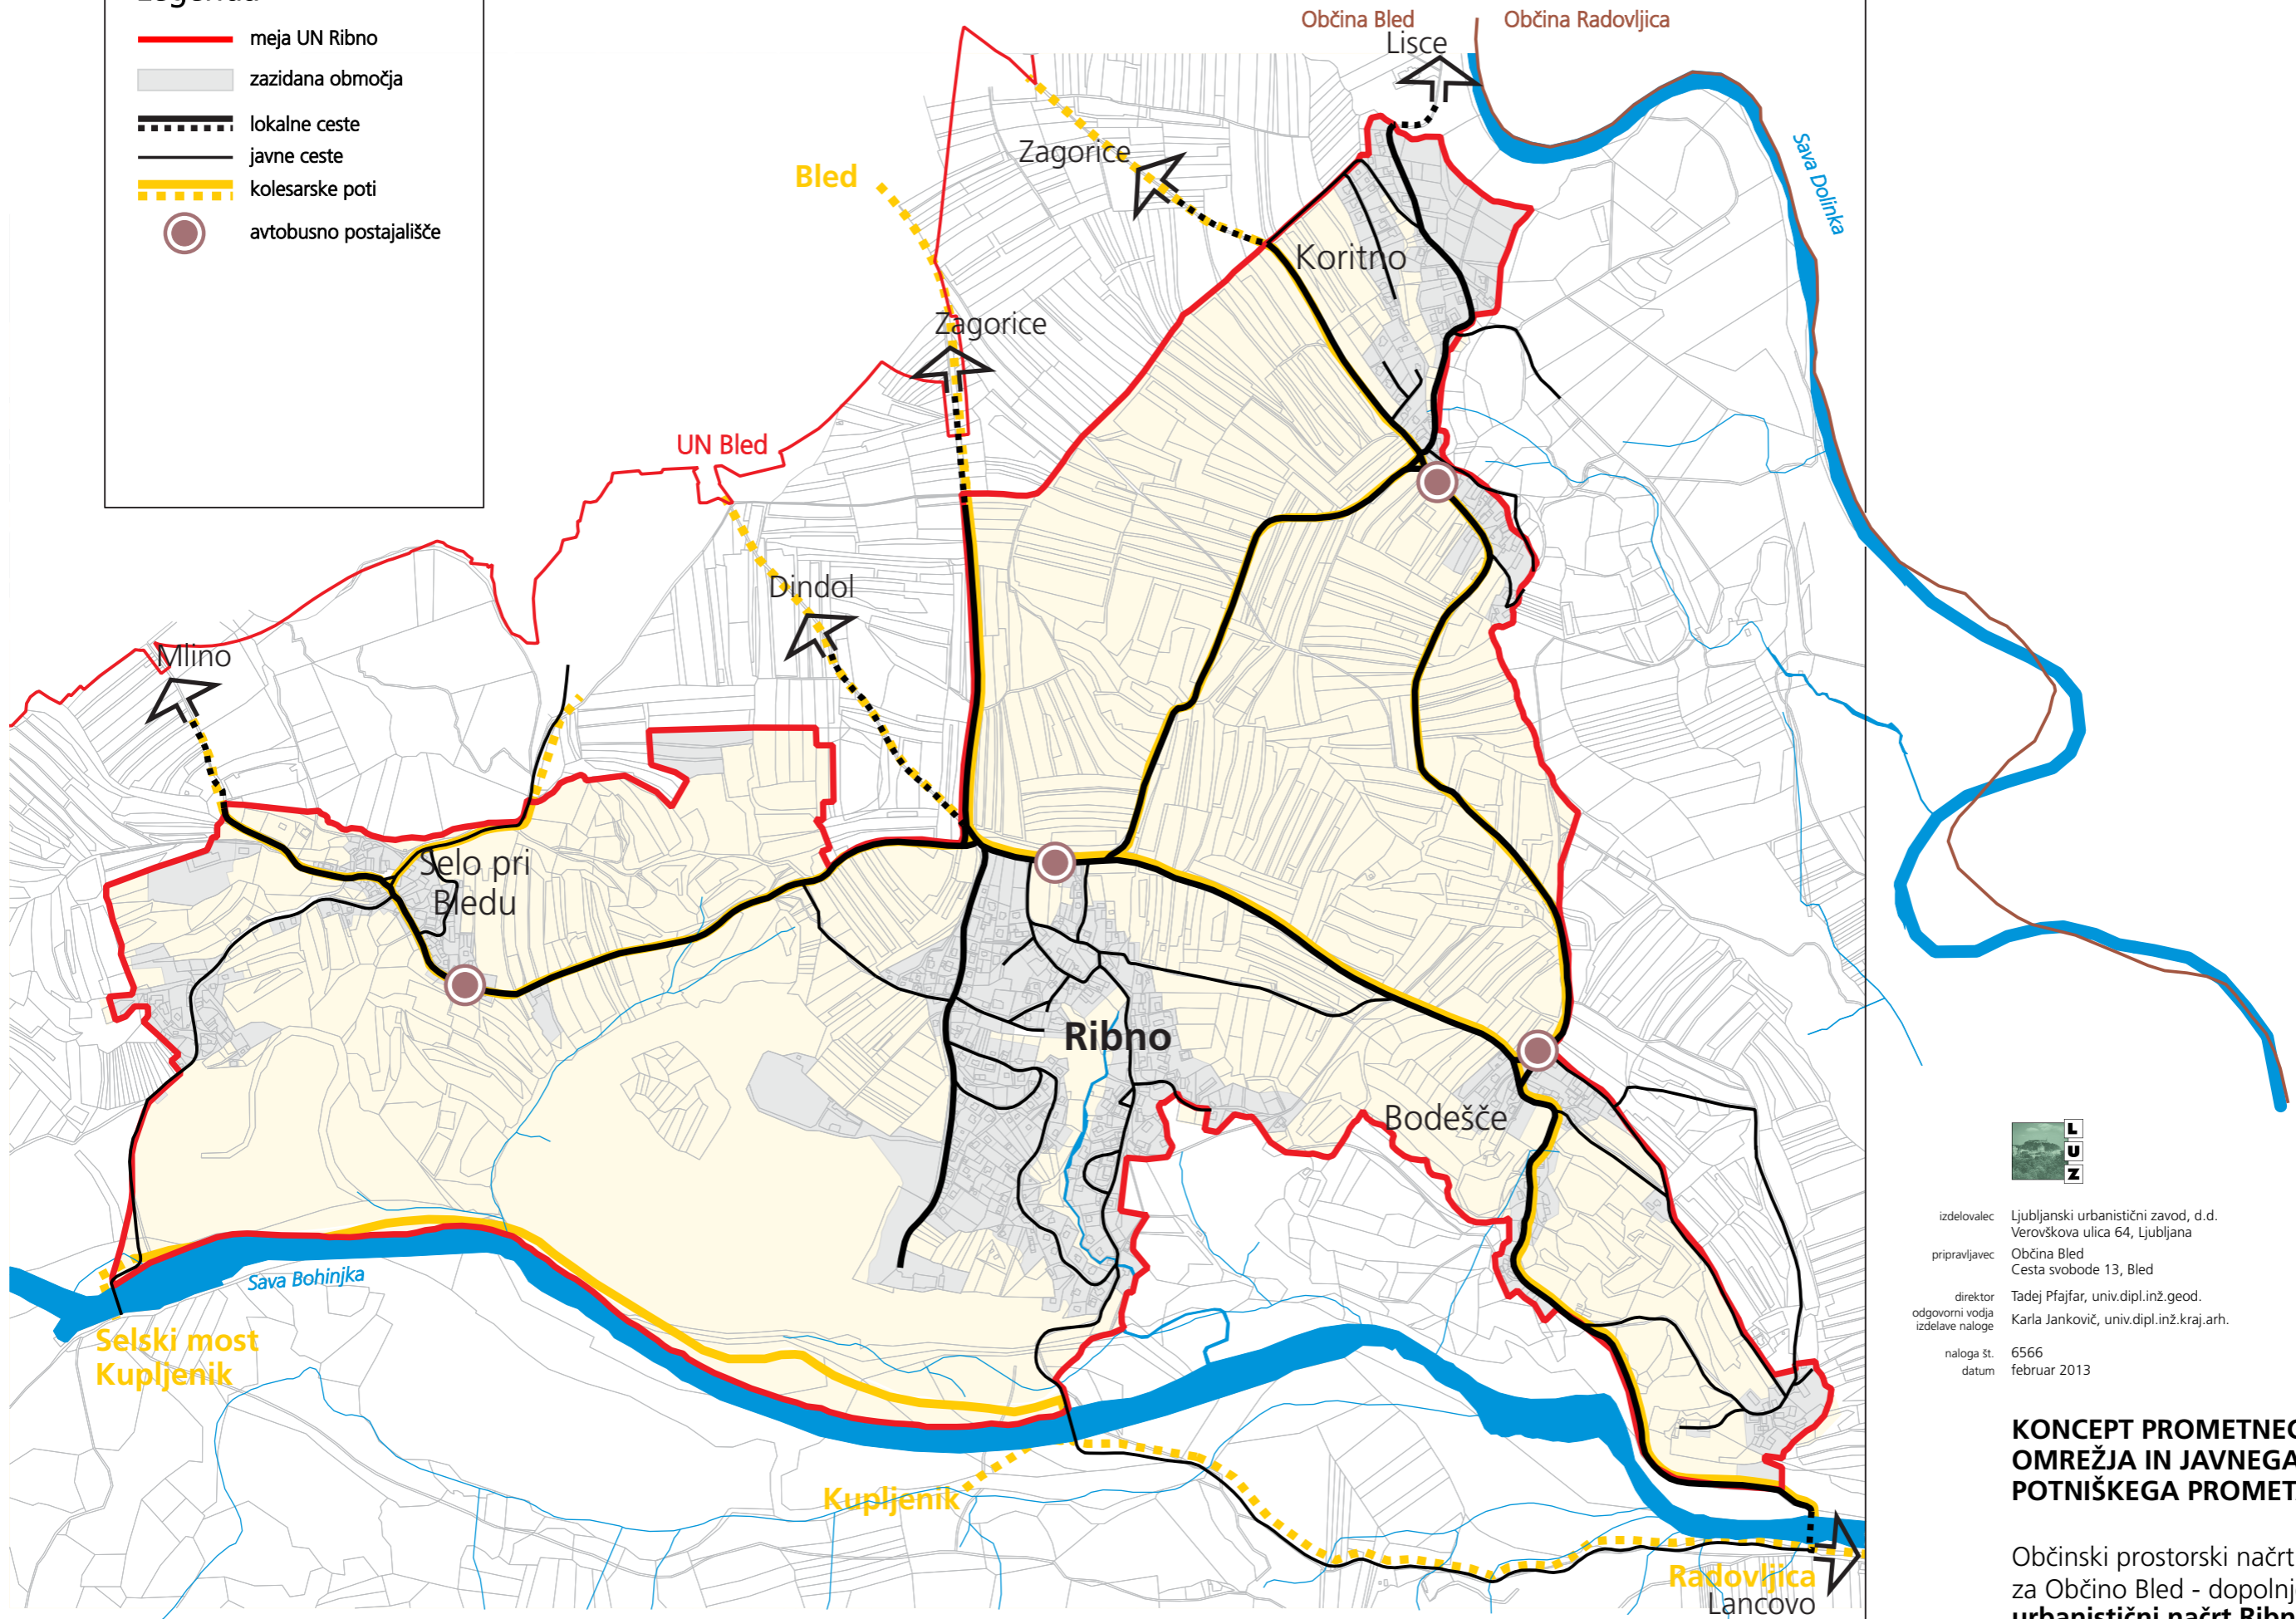 meja UN Ribno
zazidana območja
lokalne ceste
javne ceste
kolesarske poti
avtobusno postajališče
Občina Bled
Občina Radovljica
Lisce
Sava Dolinka
Zagorice
Bled
Koritno
Zagorice
UN Bled
Dindol
Mlino
Selo pri
Bledu
Ribno
Bodešče
Sava Bohinjka
Selski most
Kupljenik
Kupljenik
Radovljica
Lancovo
L
U
Z
izdelovalec Ljubljanski urbanistični zavod, d.d.
Verovškova ulica 64, Ljubljana
pripravljavec Občina Bled
Cesta svobode 13, Bled
direktor Tadej Pfajfar, univ.dipl.inž.geod.
odgovorni vodja
izdelave naloge Karla Jankovič, univ.dipl.inž.kraj.arh.
naloga št. 6566
datum februar 2013
KONCEPT PROMETNEG
OMREŽJA IN JAVNEGA
POTNIŠKEGA PROMET
Občinski prostorski načrt
za Občino Bled - dopolnj
urbanistični načrt Ribn